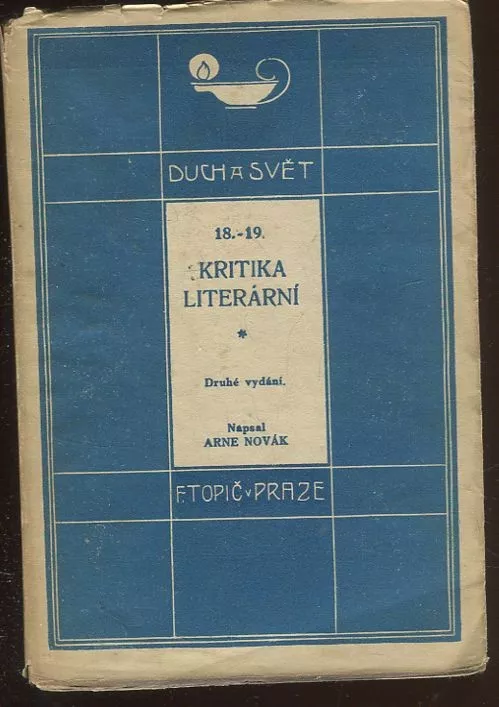 DUCH A SVĚT
18.-19.
KRITIKA
LITERÁRNÍ
*
Druhé vydání.
Napsal
ARNE NOVÁK
F. TOPIČ V PRAZE